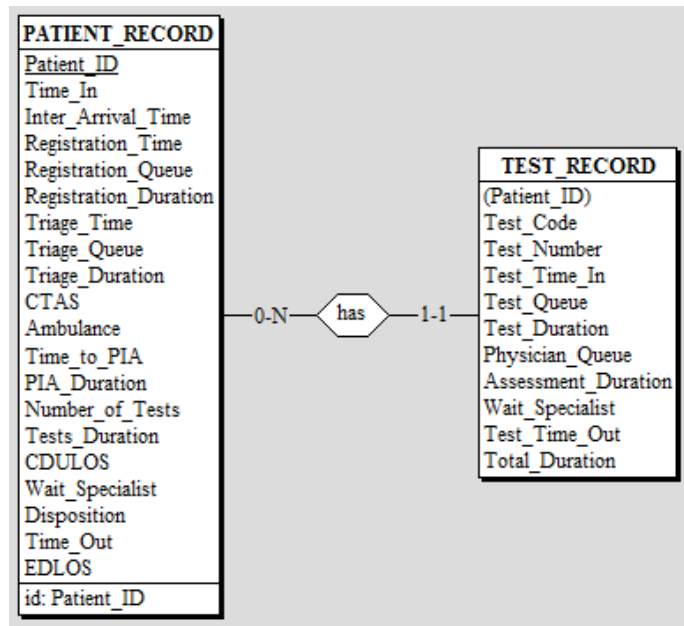 PATIENT_RECORD
Patient_ID
Time_In
Inter_Arrival_Time
Registration_Time
Registration_Queue
Registration_Duration
Triage_Time
Triage_Queue
Triage_Duration
CTAS
Ambulance
Time_to_PIA
PIA_Duration
Number_of_Tests
Tests_Duration
CDULOS
Wait_Specialist
Disposition
Time_Out
EDLOS
id: Patient_ID
0-N
has
1-1
TEST_RECORD
(Patient_ID)
Test_Code
Test_Number
Test_Time_In
Test_Queue
Test_Duration
Physician_Queue
Assessment_Duration
Wait_Specialist
Test_Time_Out
Total_Duration